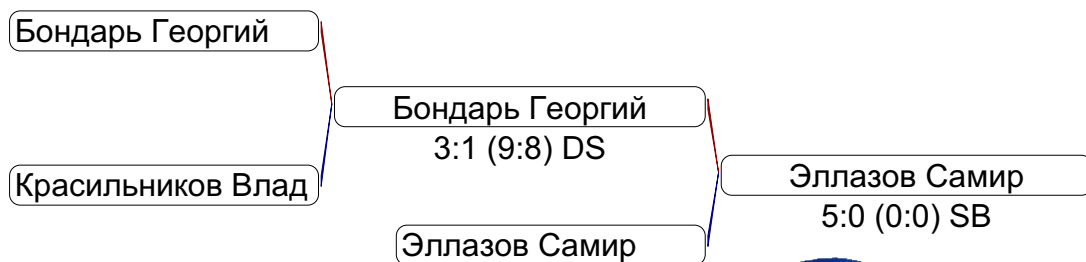 Бондарь Георгий
Бондарь Георгий
3:1 (9:8) DS
Красильников Влад
Эллазов Самир
5:0 (0:0) SB
Эллазов Самир